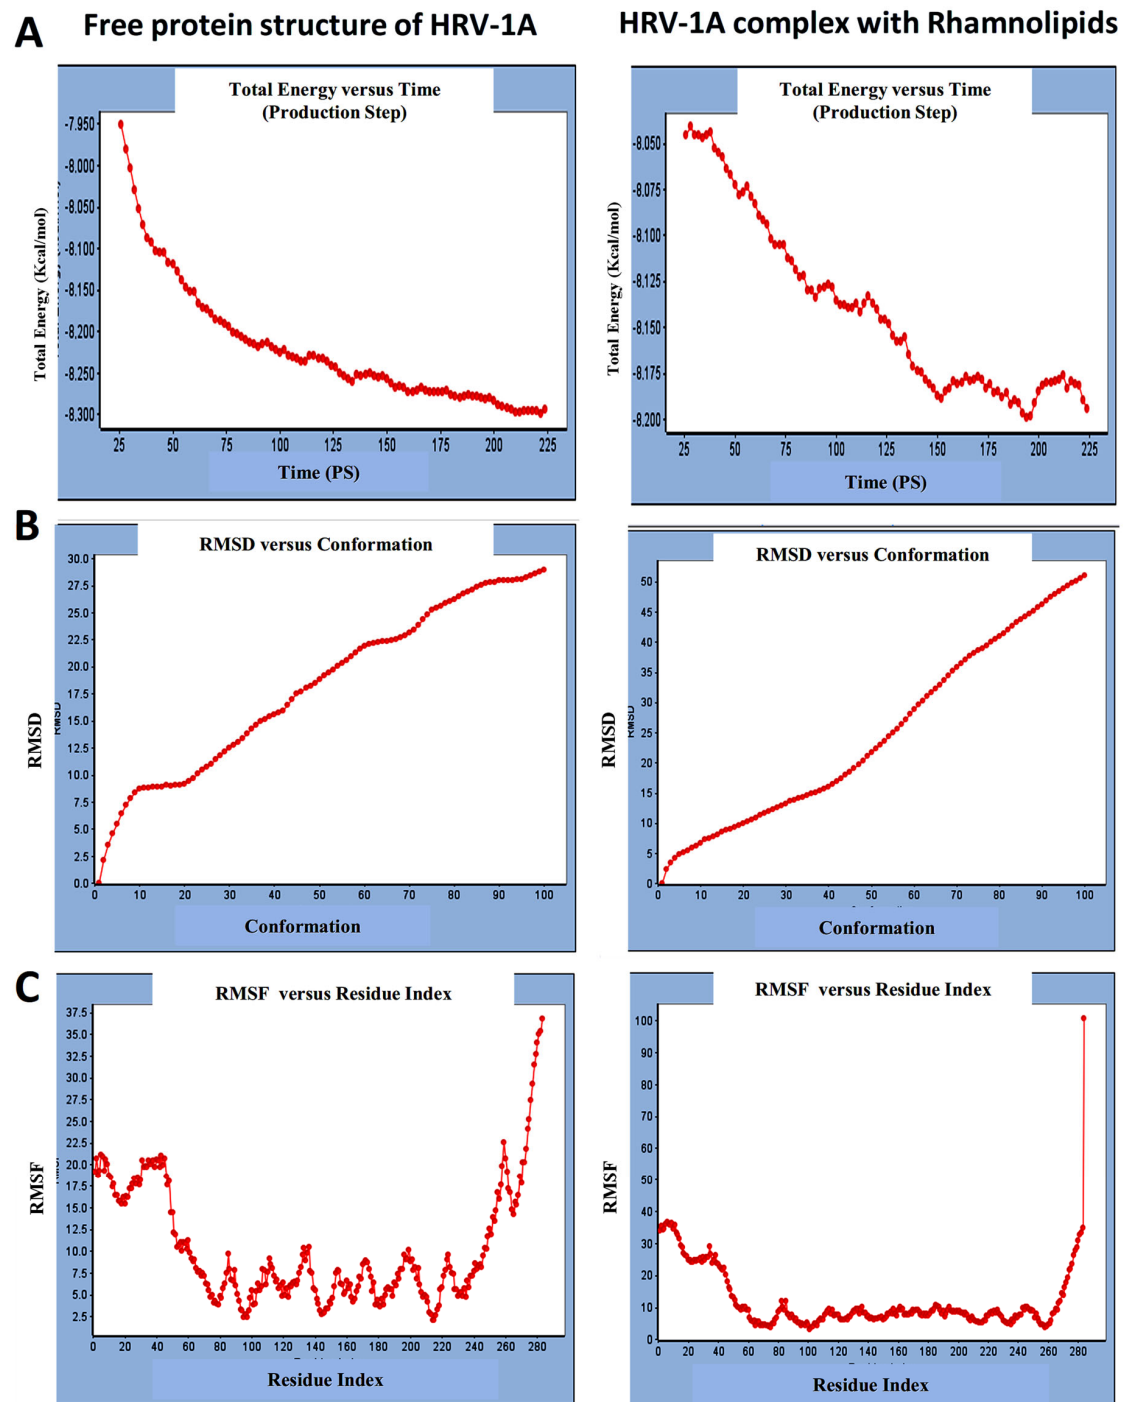 A
Free protein structure of HRV-1A
HRV-1A complex with Rhamnolipids
Total Energy versus Time
(Production Step)
Total Energy (Kcal/mol)
-7.950
-8.000
-8.050
-8.100
-8.150
-8.200
-8.250
-8.300
25 50 75 100 125 150 175 200 225
Time (PS)
Total Energy versus Time
(Production Step)
Total Energy (Kcal/mol)
-8.050
-8.075
-8.100
-8.125
-8.150
-8.175
-8.200
25 50 75 100 125 150 175 200 225
Time (PS)
B
RMSD versus Conformation
RMSD
RMSD
30.0
27.5
25.0
22.5
20.0
17.5
15.0
12.5
10.0
7.5
5.0
2.5
0.0
0 10 20 30 40 50 60 70 80 90 100
Conformation
RMSD versus Conformation
RMSD
RMSD
50
45
40
35
30
25
20
15
10
5
0
0 10 20 30 40 50 60 70 80 90 100
Conformation
C
RMSF versus Residue Index
RMSF
37.5
35.0
32.5
30.0
27.5
25.0
22.5
20.0
17.5
15.0
12.5
10.0
7.5
5.0
2.5
0 20 40 60 80 100 120 140 160 180 200 220 240 260 280
Residue Index
RMSF versus Residue Index
RMSF
100
90
80
70
60
50
40
30
20
10
0
0 20 40 60 80 100 120 140 160 180 200 220 240 260 280
Residue Index